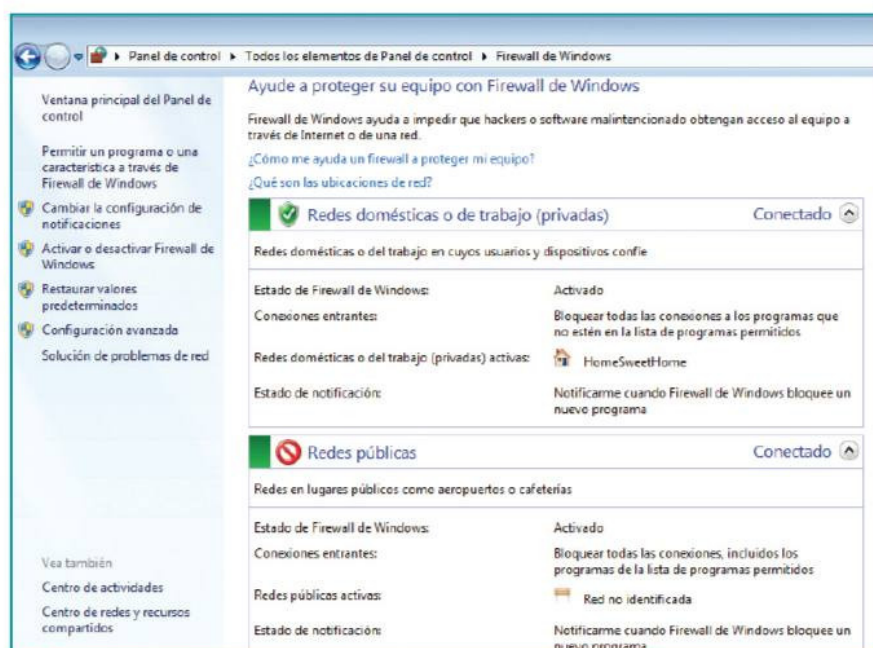 Panel de control ▸ Todos los elementos de Panel de control ▸ Firewall de Windows
Ventana principal del Panel de
control
Permitir un programa o una
característica a través de
Firewall de Windows
Cambiar la configuración de
notificaciones
Activar o desactivar Firewall de
Windows
Restaurar valores
predeterminados
Configuración avanzada
Solución de problemas de red
Vea también
Centro de actividades
Centro de redes y recursos
compartidos
Ayude a proteger su equipo con Firewall de Windows
Firewall de Windows ayuda a impedir que hackers o software malintencionado obtengan acceso al equipo a
través de Internet o de una red.
¿Cómo me ayuda un firewall a proteger mi equipo?
¿Qué son las ubicaciones de red?
Redes domésticas o de trabajo (privadas) Conectado
Redes domésticas o del trabajo en cuyos usuarios y dispositivos confíe
Estado de Firewall de Windows: Activado
Conexiones entrantes: Bloquear todas las conexiones a los programas que
no estén en la lista de programas permitidos
Redes domésticas o del trabajo (privadas) activas: HomeSweetHome
Estado de notificación: Notificarme cuando Firewall de Windows bloquee un
nuevo programa
Redes públicas Conectado
Redes en lugares públicos como aeropuertos o cafeterías
Estado de Firewall de Windows: Activado
Conexiones entrantes: Bloquear todas las conexiones, incluidos los
programas de la lista de programas permitidos
Redes públicas activas: Red no identificada
Estado de notificación: Notificarme cuando Firewall de Windows bloquee un
nuevo programa